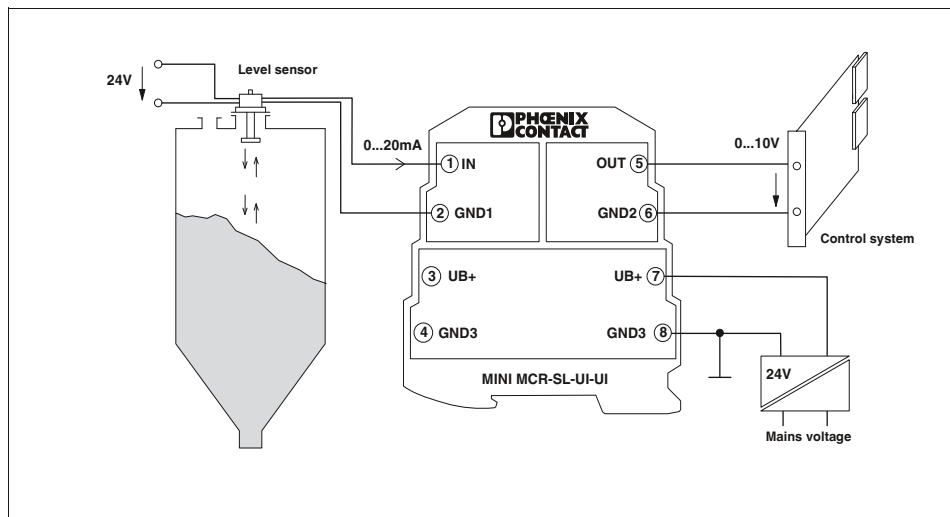 24V
Level sensor
PHŒNIX
CONTACT
0...20mA
1 IN
OUT 5
0...10V
2 GND1
GND2 6
Control system
3 UB+
UB+ 7
4 GND3
GND3 8
MINI MCR-SL-UI-UI
24V
Mains voltage